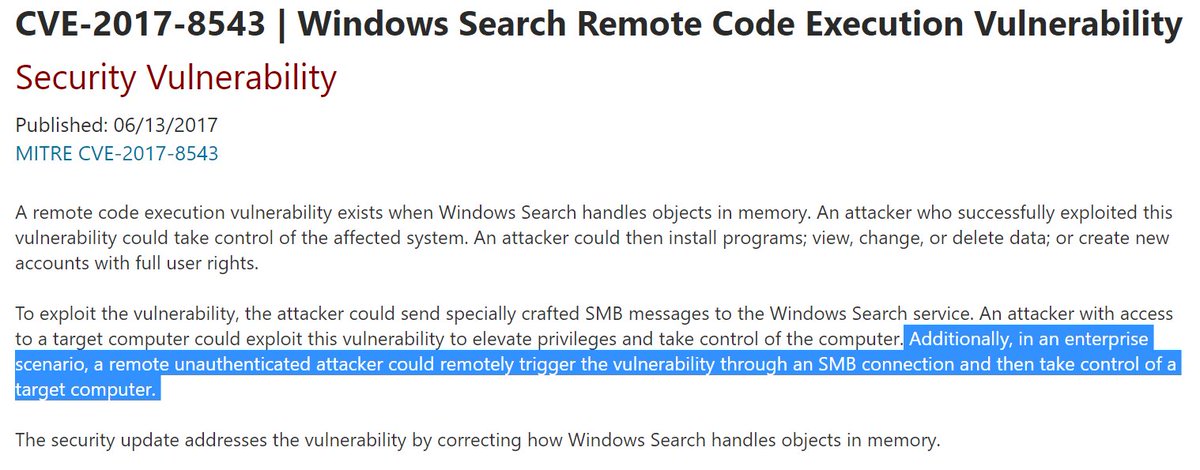 CVE-2017-8543 | Windows Search Remote Code Execution Vulnerability
Security Vulnerability
Published: 06/13/2017
MITRE CVE-2017-8543
A remote code execution vulnerability exists when Windows Search handles objects in memory. An attacker who successfully exploited this
vulnerability could take control of the affected system. An attacker could then install programs; view, change, or delete data; or create new
accounts with full user rights.
To exploit the vulnerability, the attacker could send specially crafted SMB messages to the Windows Search service. An attacker with access
to a target computer could exploit this vulnerability to elevate privileges and take control of the computer. Additionally, in an enterprise
scenario, a remote unauthenticated attacker could remotely trigger the vulnerability through an SMB connection and then take control of a
target computer.
The security update addresses the vulnerability by correcting how Windows Search handles objects in memory.